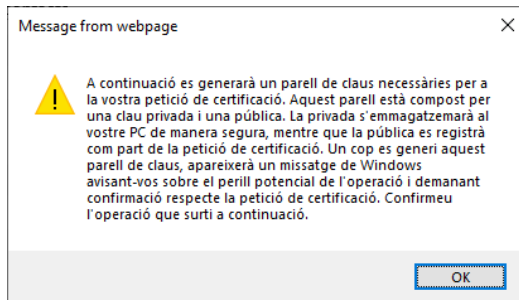 Message from webpage
A continuació es generarà un parell de claus necessàries per a
la vostra petició de certificació. Aquest parell està compost per
una clau privada i una pública. La privada s'emmagatzemarà al
vostre PC de manera segura, mentre que la pública es registrà
com part de la petició de certificació. Un cop es generi aquest
parell de claus, apareixerà un missatge de Windows
avisant-vos sobre el perill potencial de l'operació i demanant
confirmació respecte la petició de certificació. Confirmeu
l'operació que surti a continuació.
OK